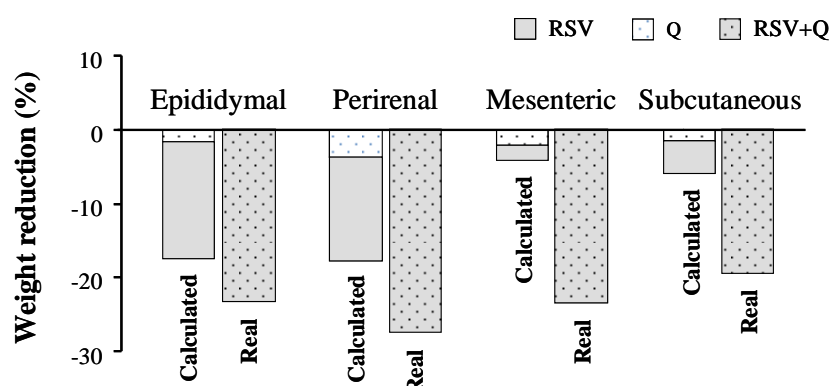 RSV Q RSV+Q
Weight reduction (%)
10
0
-10
-20
-30
Epididymal Perirenal Mesenteric Subcutaneous
Calculated
Real
Calculated
Real
Calculated
Real
Calculated
Real